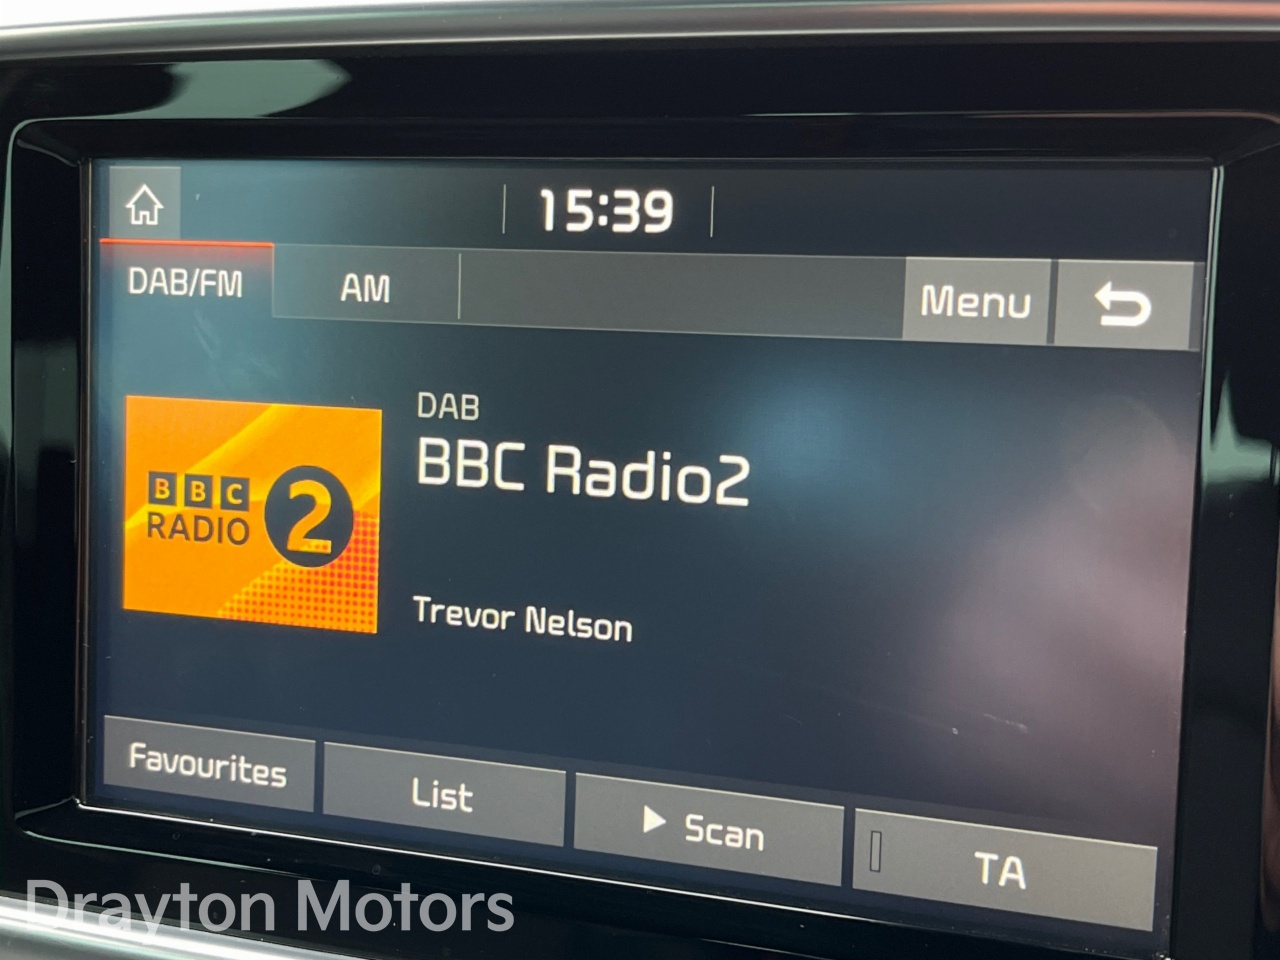 15:39
DAB/FM
AM
Menu
DAB
BBC Radio2
BBC
RADIO
2
Trevor Nelson
Favourites
List
Scan
TA
Drayton Motors